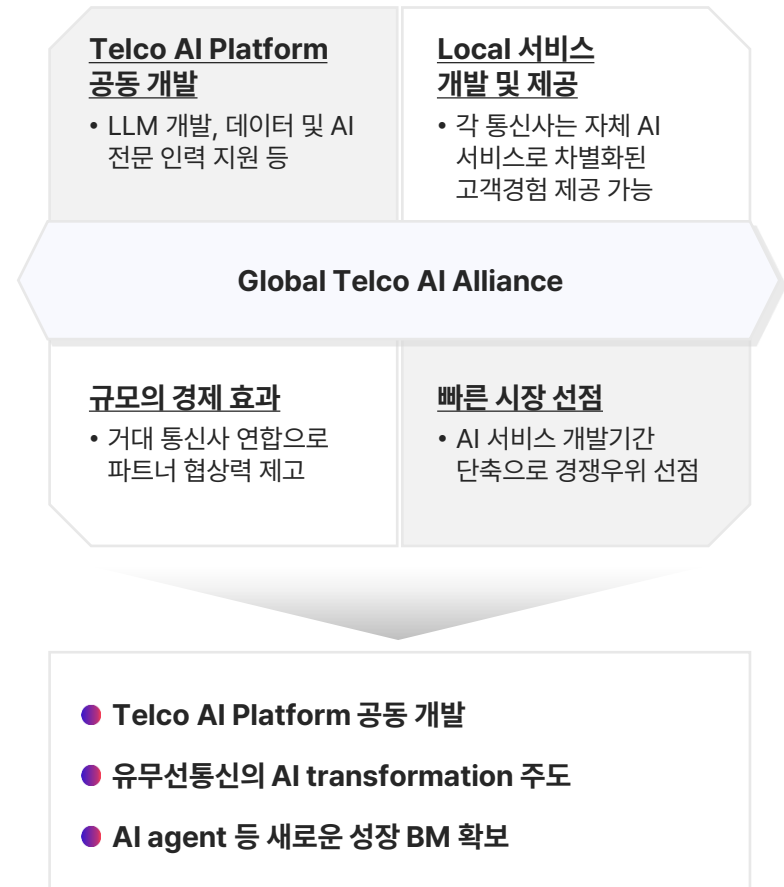 Telco AI Platform
공동 개발
• LLM 개발, 데이터 및 AI
전문 인력 지원 등
Local 서비스
개발 및 제공
• 각 통신사는 자체 AI
서비스로 차별화된
고객경험 제공 가능
Global Telco AI Alliance
규모의 경제 효과
• 거대 통신사 연합으로
파트너 협상력 제고
빠른 시장 선점
• AI 서비스 개발기간
단축으로 경쟁우위 선점
Telco AI Platform 공동 개발
유무선통신의 AI transformation 주도
AI agent 등 새로운 성장 BM 확보